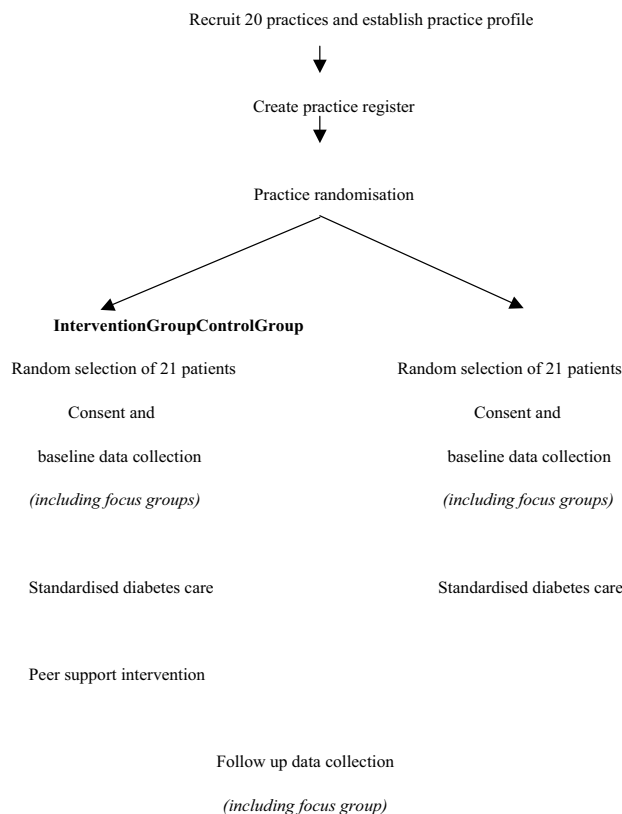 Recruit 20 practices and establish practice profile
Create practice register
Practice randomisation
InterventionGroupControlGroup
Random selection of 21 patients
Consent and
baseline data collection
(including focus groups)
Random selection of 21 patients
Consent and
baseline data collection
(including focus groups)
Standardised diabetes care
Standardised diabetes care
Peer support intervention
Follow up data collection
(including focus group)